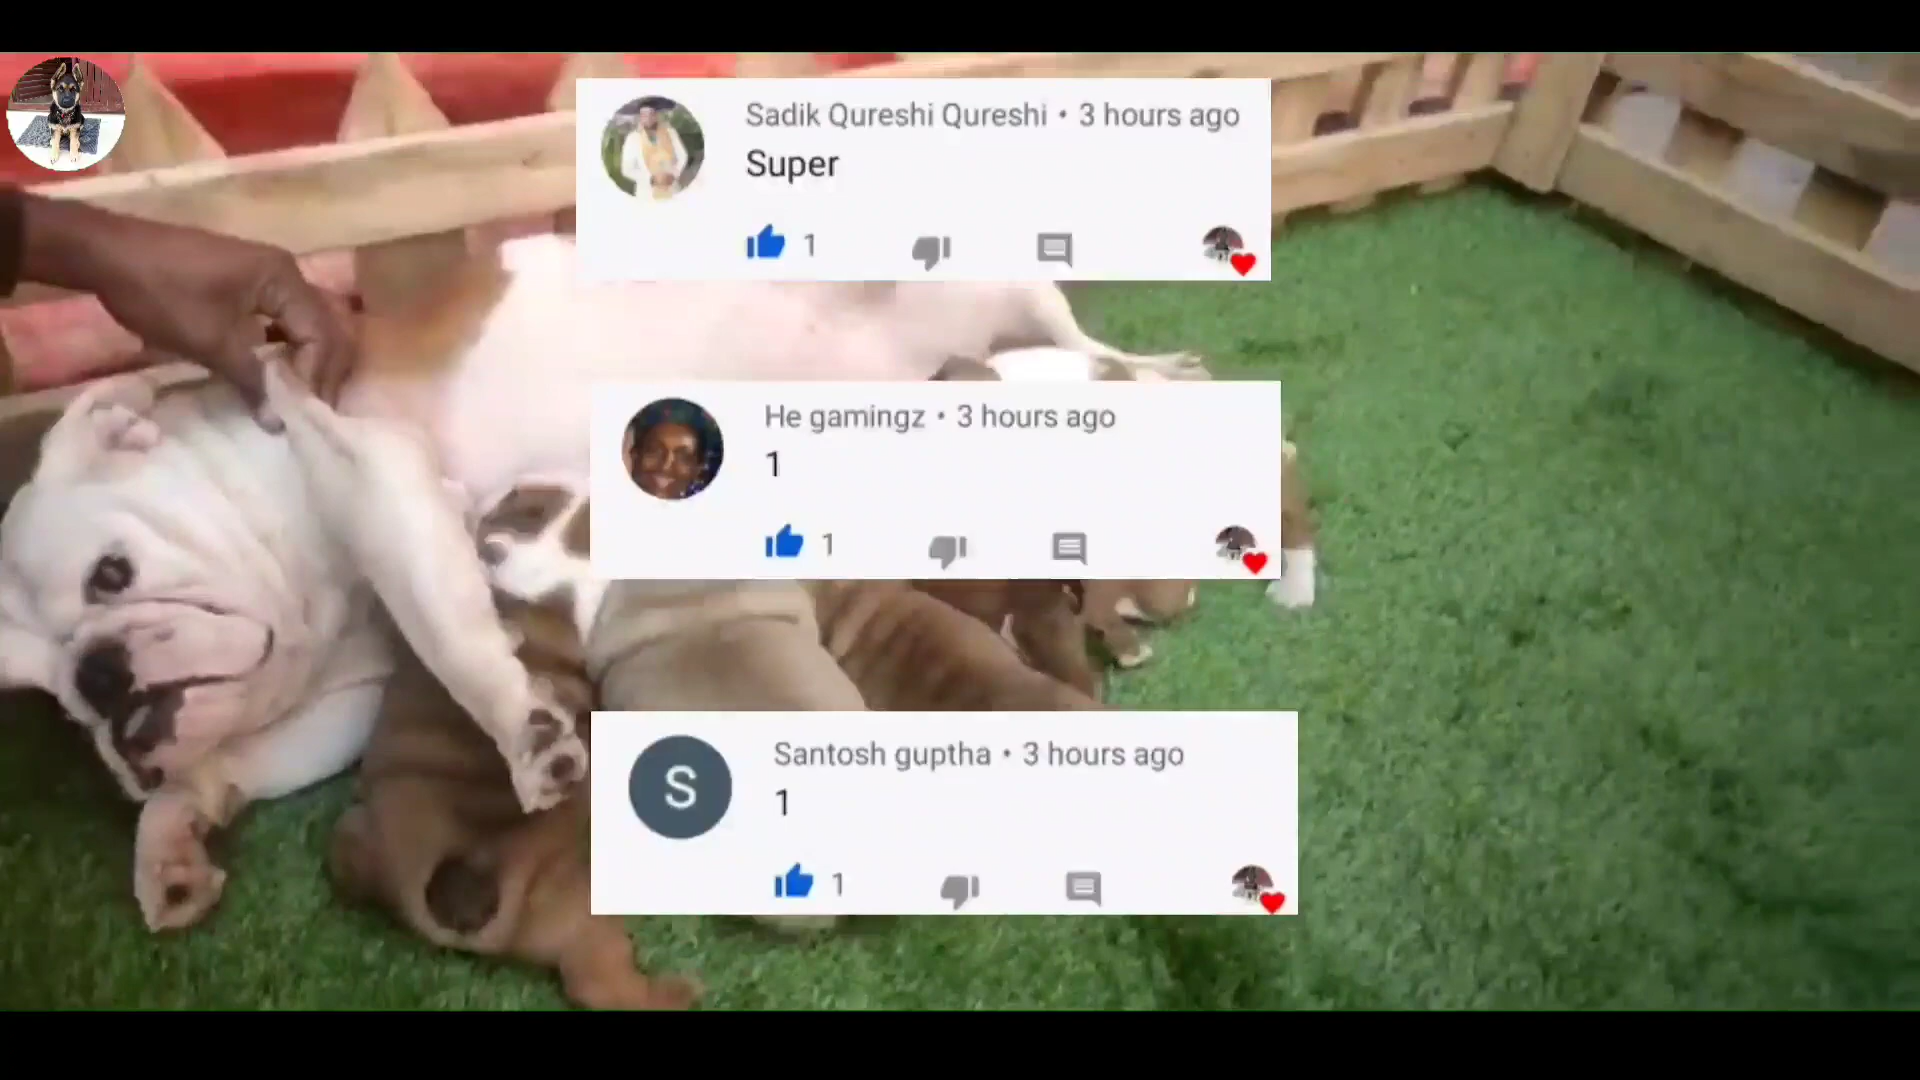 Sadik Qureshi Qureshi • 3 hours ago
Super
1
He gamingz • 3 hours ago
1
1
S
Santosh guptha • 3 hours ago
1
1